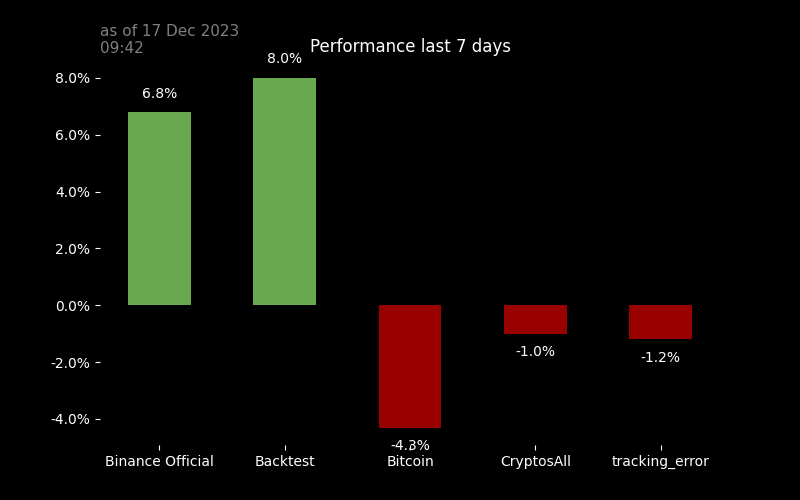 as of 17 Dec 2023
09:42
Performance last 7 days
8.0%
6.0%
4.0%
2.0%
0.0%
-2.0%
-4.0%
6.8%
8.0%
-4.3%
-1.0%
-1.2%
Binance Official
Backtest
Bitcoin
CryptosAll
tracking_error